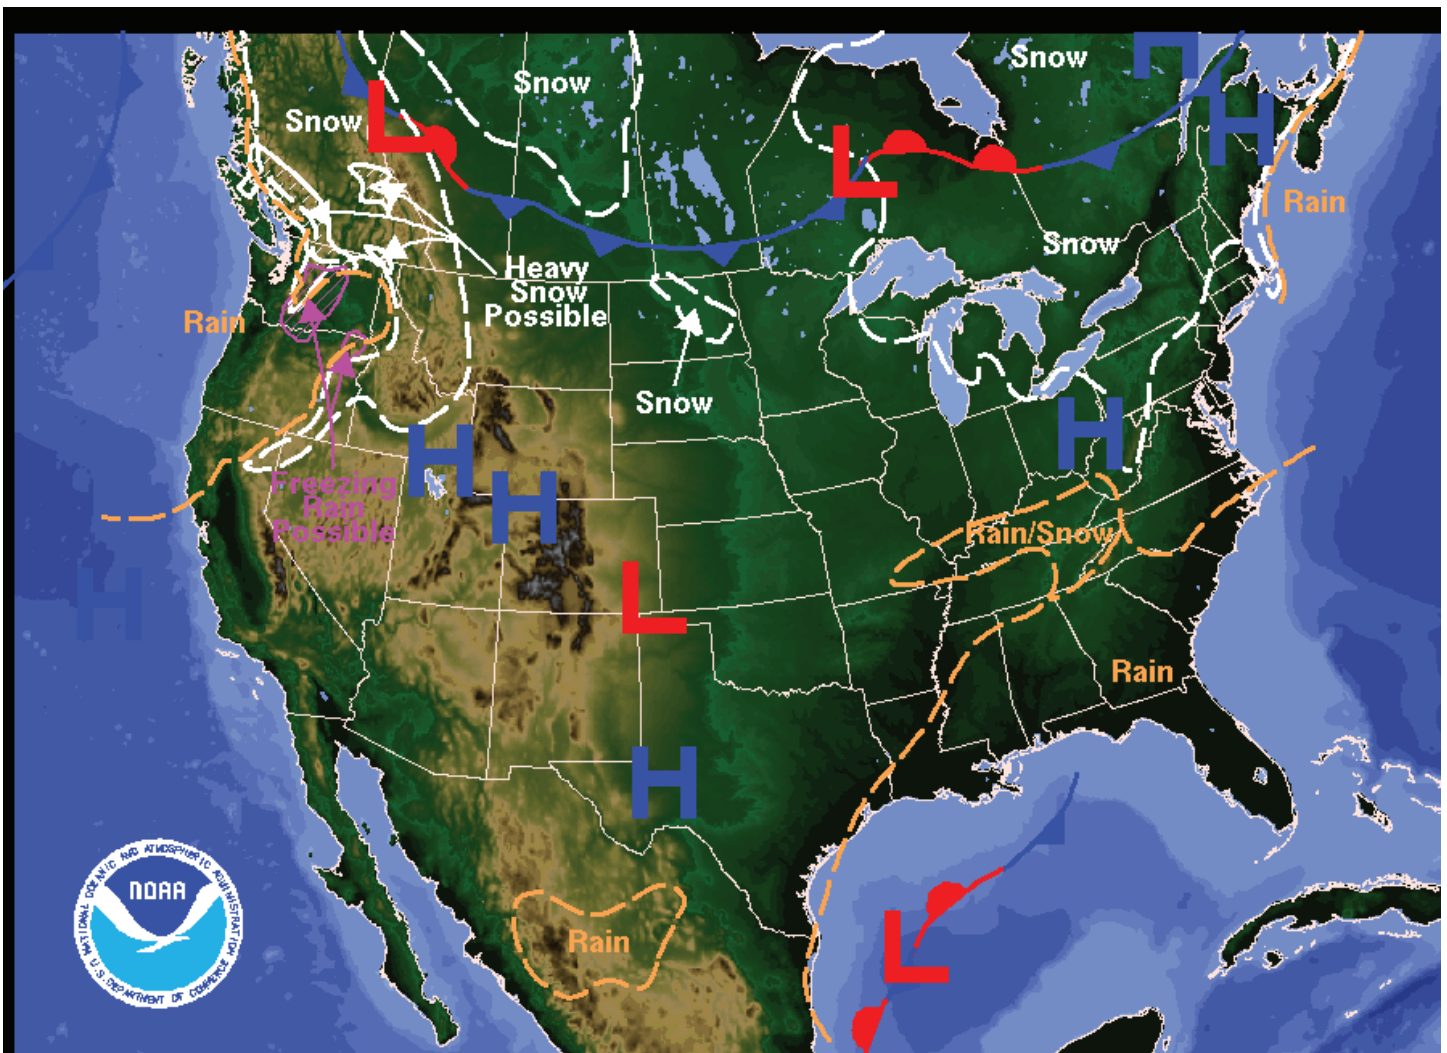 Snow
Snow
H
H
Snow
L
L
Rain
Snow
Heavy
Snow
Possible
Rain
Snow
H
H
H
Freezing
Rain
Possible
Rain/Snow
H
L
Rain
H
NOAA
NATIONAL OCEANIC AND ATMOSPHERIC ADMINISTRATION
U.S. DEPARTMENT OF COMMERCE
Rain
L